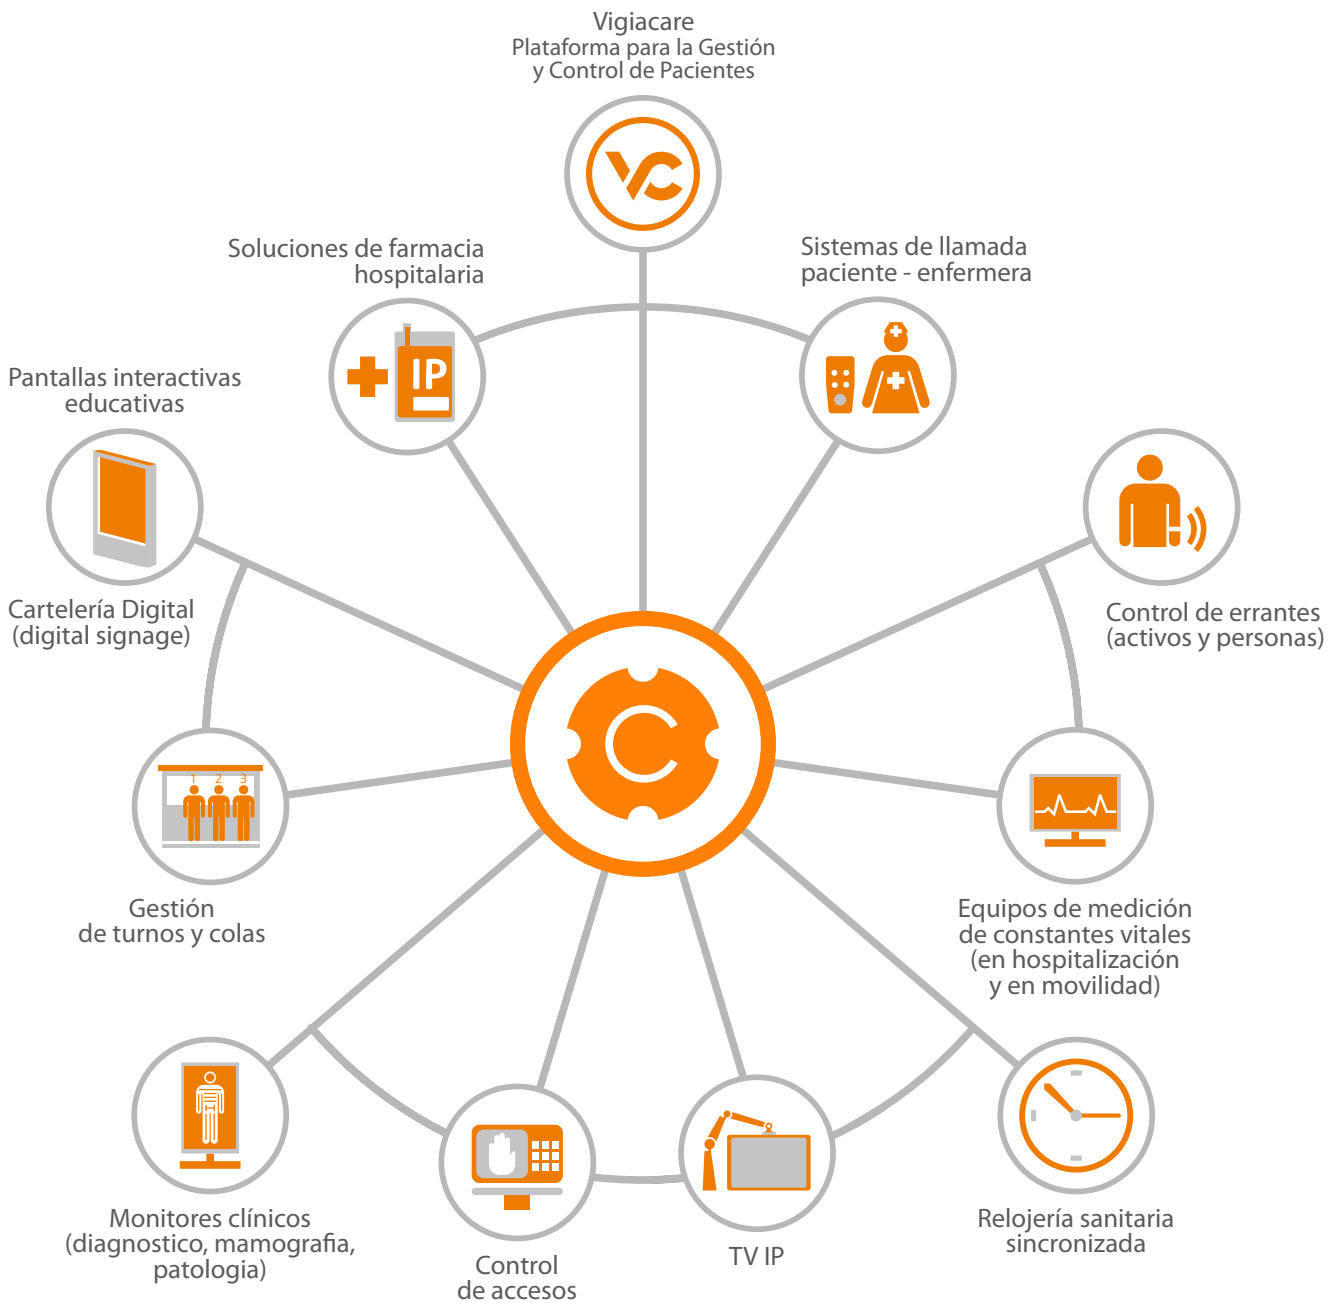 Vigiacare
Plataforma para la Gestión
y Control de Pacientes
VC
Soluciones de farmacia
hospitalaria
IP
Sistemas de llamada
paciente - enfermera
Pantallas interactivas
educativas
Cartelería Digital
(digital signage)
Control de errantes
(activos y personas)
C
1 2 3
Gestión
de turnos y colas
Equipos de medición
de constantes vitales
(en hospitalización
y en movilidad)
Monitores clínicos
(diagnostico, mamografia,
patologia)
Control
de accesos
TV IP
Relojería sanitaria
sincronizada